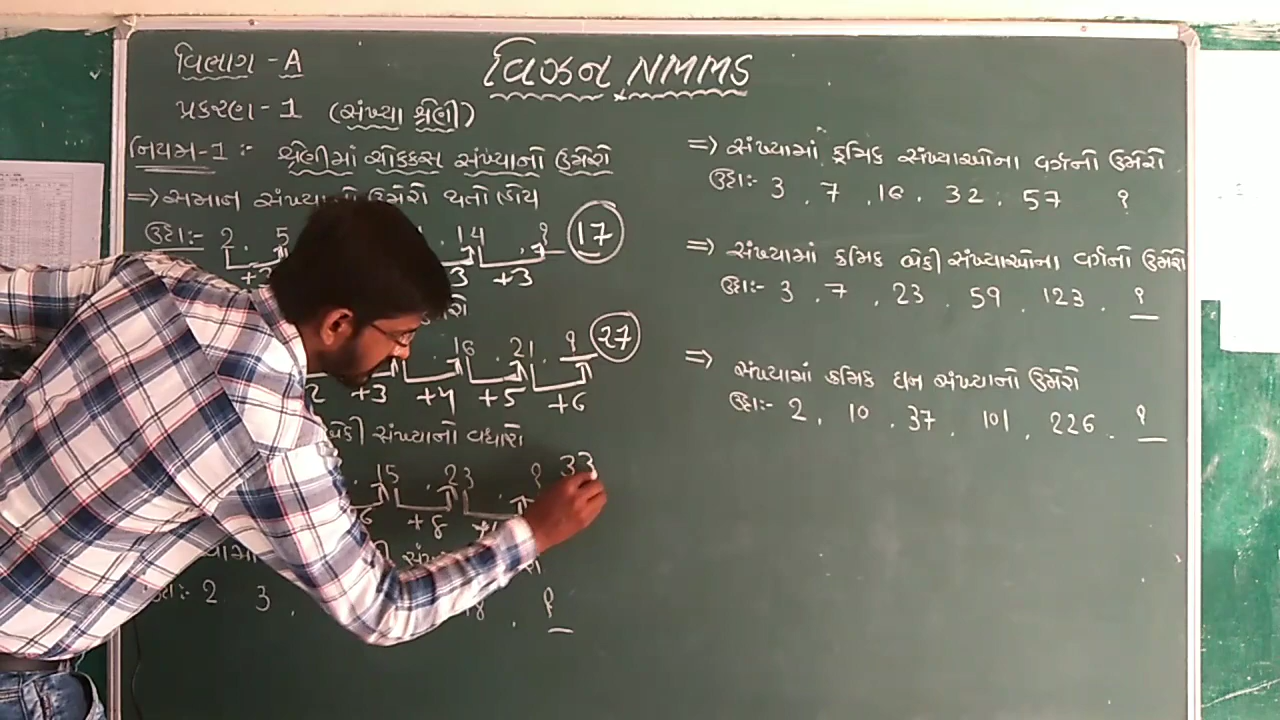 વિઝન NMMS
વિભાગ - A
પ્રકરણ - 1 (સંખ્યા શ્રેણી)
નિયમ-1 :- શ્રેણીમાં ચોક્કસ સંખ્યાનો ઉમેરો
=> સમાન ઉમેરો થતો હોય
ઉદા:- 2 , 5 14 , ? 17
3 +3
16 . 21 . ? 27
2 +3 +4 +5 +6
બેકી સંખ્યાનો વધારો
15 . 23 . ? 33
+8
2 3 , . ?
=> સંખ્યામાં ક્રમિક સંખ્યાઓના વર્ગનો ઉમેરો
ઉદા:- 3 . 7 . 16 . 32 . 57 ?
=> સંખ્યામાં ક્રમિક બેકી સંખ્યાઓના વર્ગનો ઉમેરો
ઉદા:- 3 . 7 . 23 . 59 . 123 . ?
=> સંખ્યામાં ક્રમિક ઘન સંખ્યાનો ઉમેરો
ઉદા:- 2 , 10 . 37 . 101 . 226 . ?